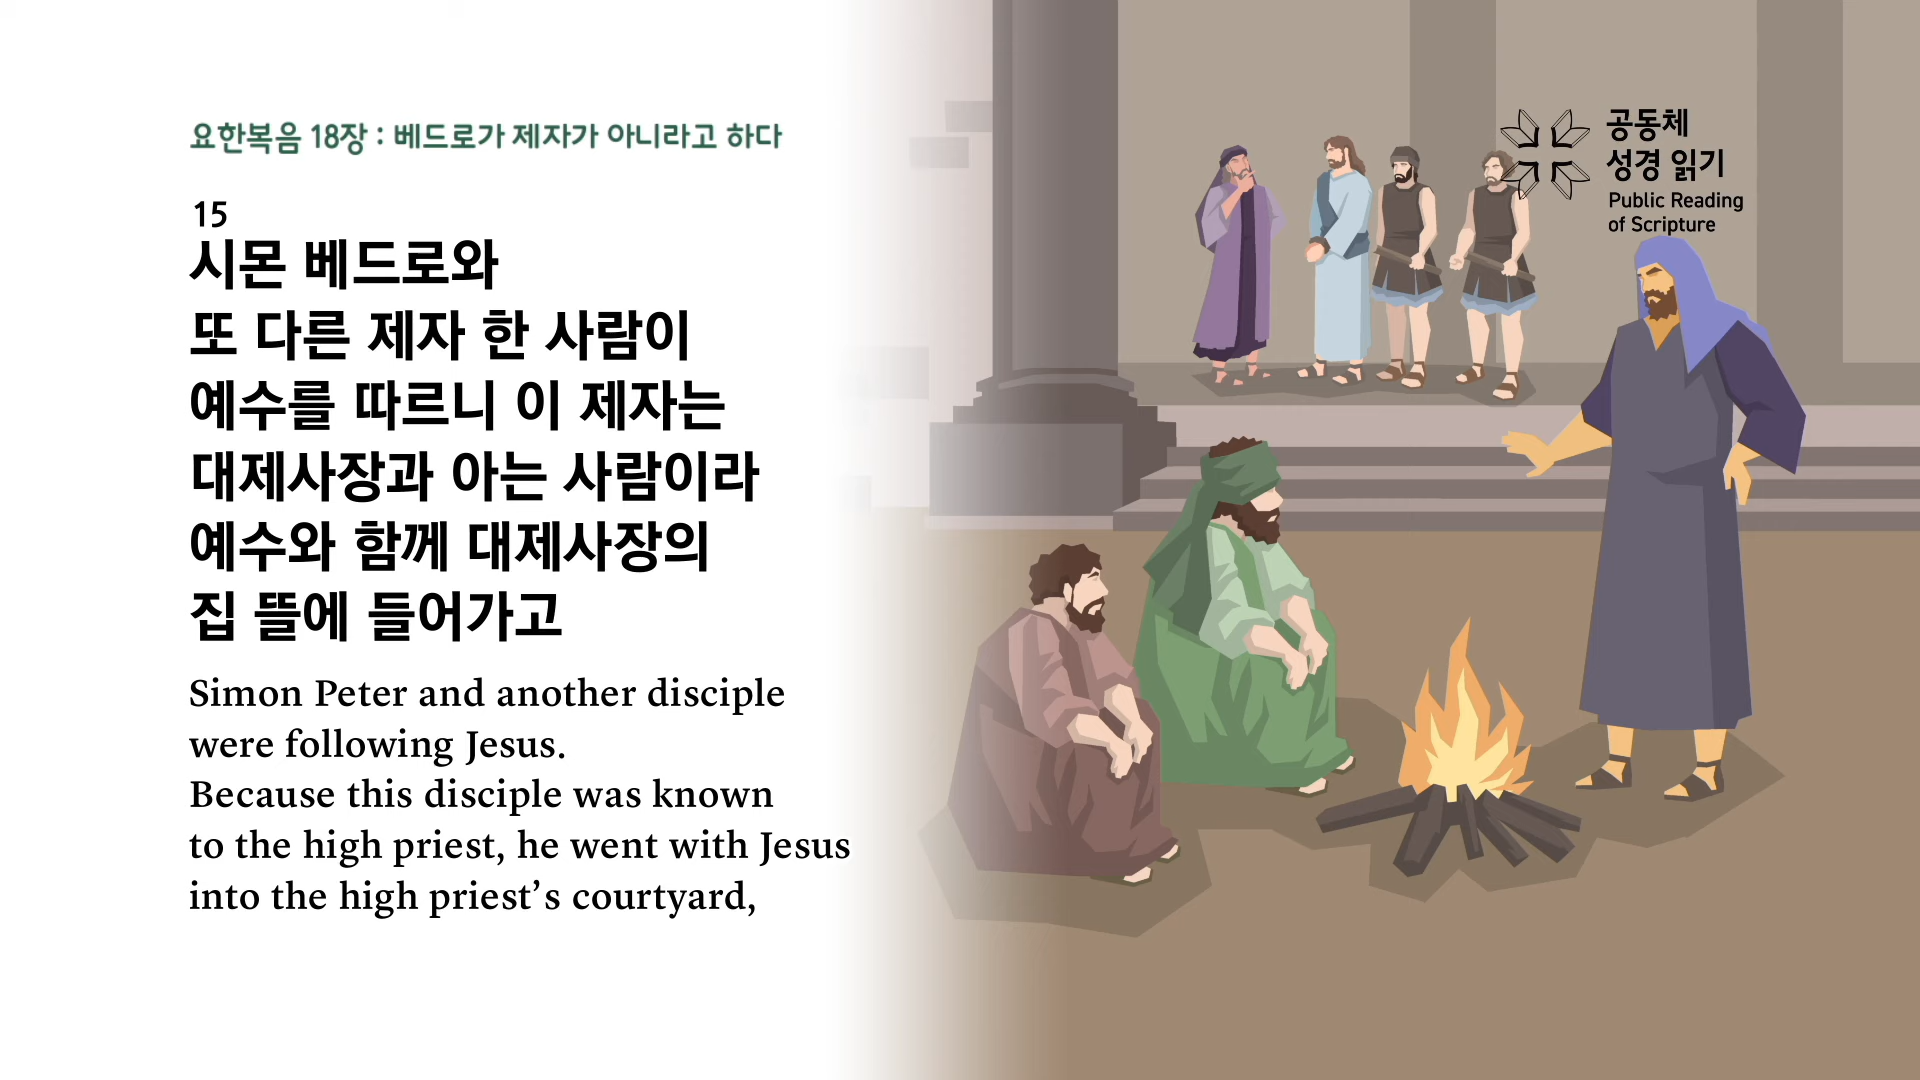 요한복음 18장 : 베드로가 제자가 아니라고 하다
15
시몬 베드로와
또 다른 제자 한 사람이
예수를 따르니 이 제자는
대제사장과 아는 사람이라
예수와 함께 대제사장의
집 뜰에 들어가고
Simon Peter and another disciple
were following Jesus.
Because this disciple was known
to the high priest, he went with Jesus
into the high priest’s courtyard,
공동체
성경 읽기
Public Reading
of Scripture